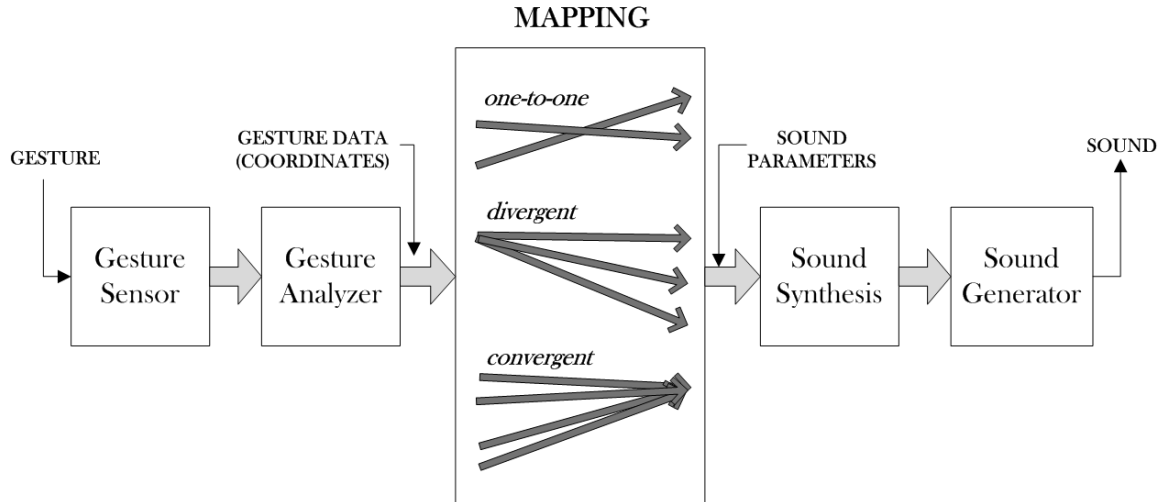 MAPPING
one-to-one
GESTURE DATA
(COORDINATES)
SOUND
PARAMETERS
GESTURE
SOUND
divergent
Gesture
Sensor
Gesture
Analyzer
Sound
Synthesis
Sound
Generator
convergent